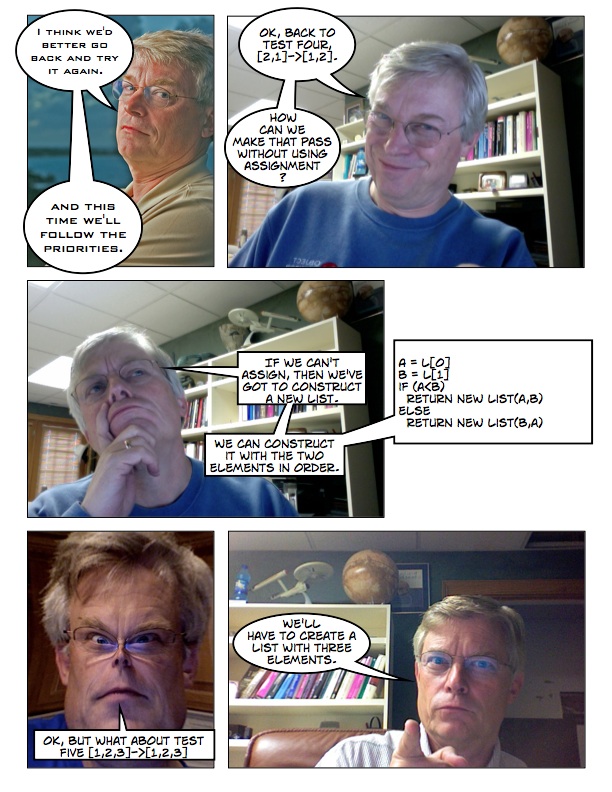 I THINK WE'D
BETTER GO
BACK AND TRY
IT AGAIN.
AND THIS
TIME WE'LL
FOLLOW THE
PRIORITIES.
OK, BACK TO
TEST FOUR,
[2,1]->[1,2].
HOW
CAN WE
MAKE THAT PASS
WITHOUT USING
ASSIGNMENT
?
IF WE CAN'T
ASSIGN, THEN WE'VE
GOT TO CONSTRUCT
A NEW LIST.
WE CAN CONSTRUCT
IT WITH THE TWO
ELEMENTS IN ORDER.
A = L[0]
B = L[1]
IF (A<B)
RETURN NEW LIST(A,B)
ELSE
RETURN NEW LIST(B,A)
OK, BUT WHAT ABOUT TEST
FIVE [1,2,3]->[1,2,3]
WE'LL
HAVE TO CREATE A
LIST WITH THREE
ELEMENTS.